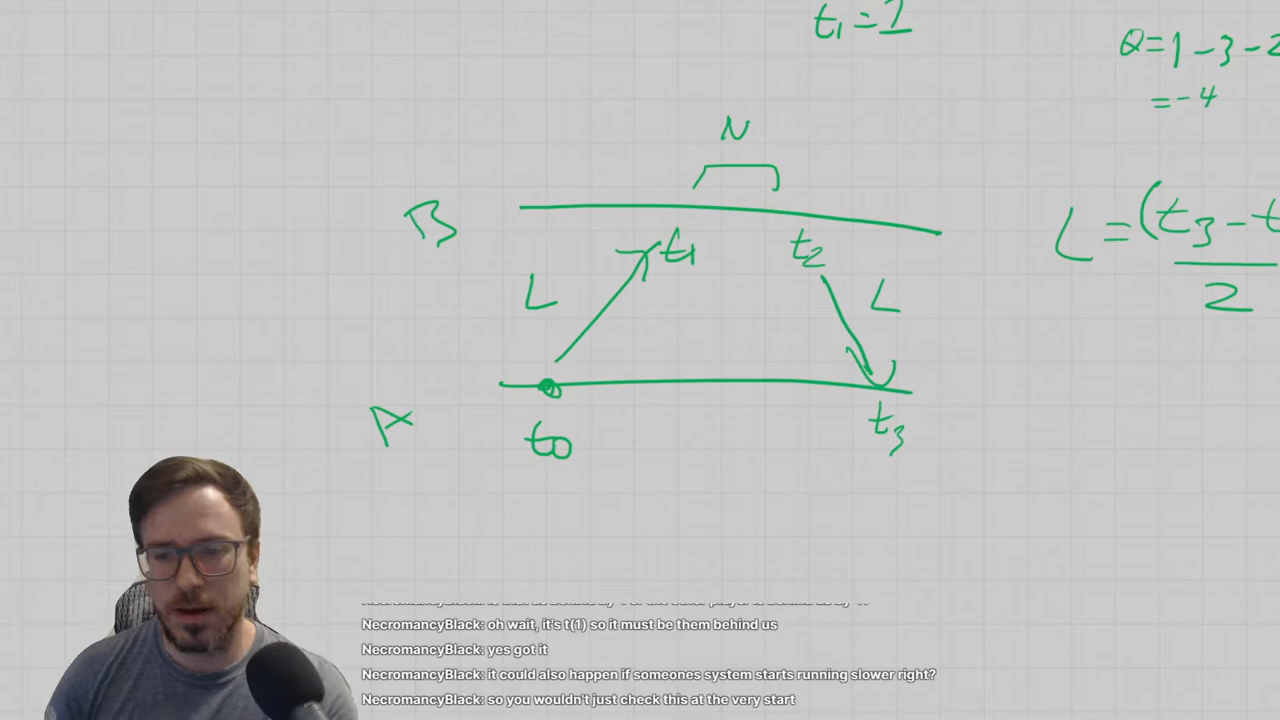 t1 = 1
Q = 1 - 3 - 2
= -4
N
B
t1
t2
L
L
L = (t3 - t
2
A
t0
t3
NecromancyBlack: oh wait, it's t(1) so it must be them behind us
NecromancyBlack: yes got it
NecromancyBlack: it could also happen if someones system starts running slower right?
NecromancyBlack: so you wouldn't just check this at the very start